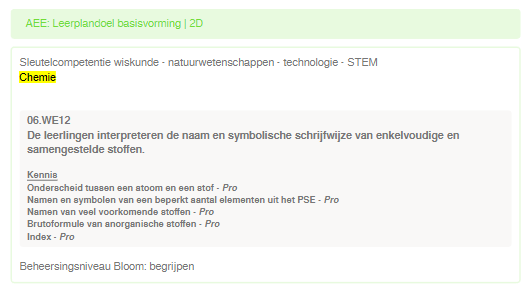 AEE: Leerplandoel basisvorming | 2D
Sleutelcompetentie wiskunde - natuurwetenschappen - technologie - STEM
Chemie
06.WE12
De leerlingen interpreteren de naam en symbolische schrijfwijze van enkelvoudige en
samengestelde stoffen.
Kennis
Onderscheid tussen een atoom en een stof - Pro
Namen en symbolen van een beperkt aantal elementen uit het PSE - Pro
Namen van veel voorkomende stoffen - Pro
Brutoformule van anorganische stoffen - Pro
Index - Pro
Beheersingsniveau Bloom: begrijpen